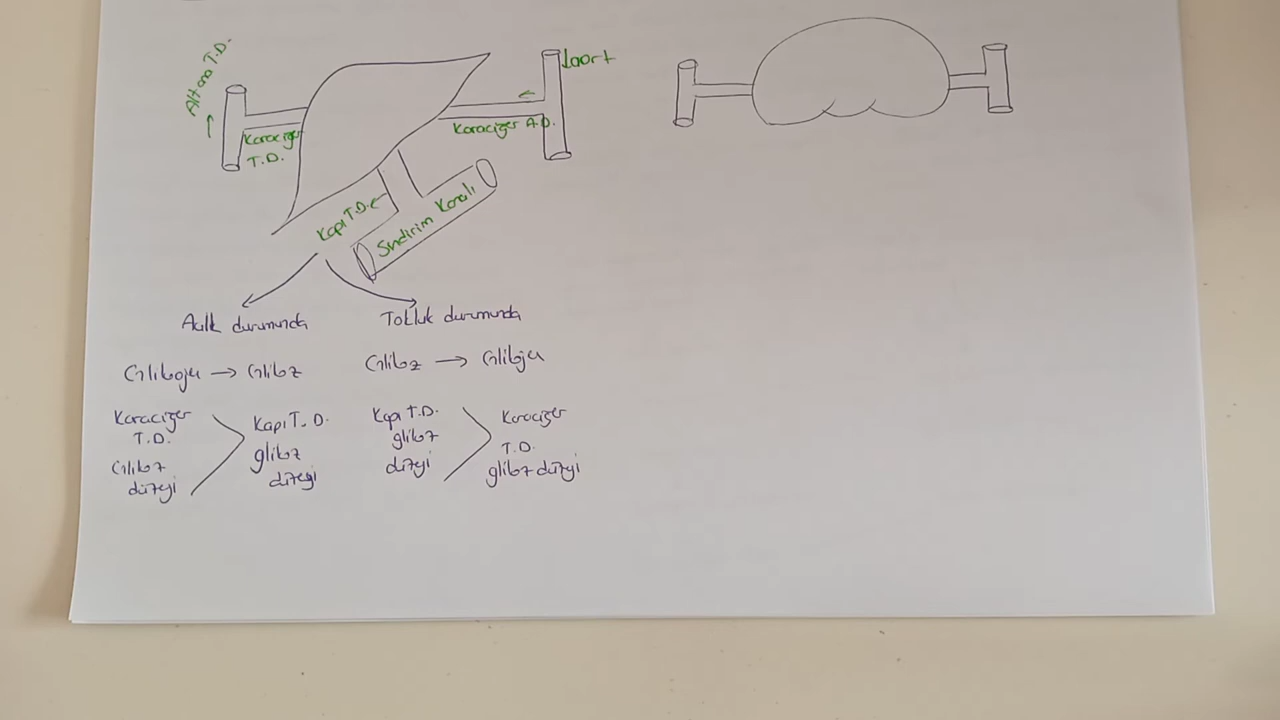 Alt ana T.D.
Karaciğer
T.D.
Aort
Karaciğer A.D.
Kapı T.D.
Sindirim Kanalı
Açlık durumunda
Tokluk durumunda
Glikojen → Glikoz
Glikoz → Glikojen
Karaciğer
T.D.
Glikoz
düzeyi
>
Kapı T.D.
glikoz
düzeyi
Kapı T.D.
glikoz
düzeyi
>
Karaciğer
T.D.
glikoz düzeyi